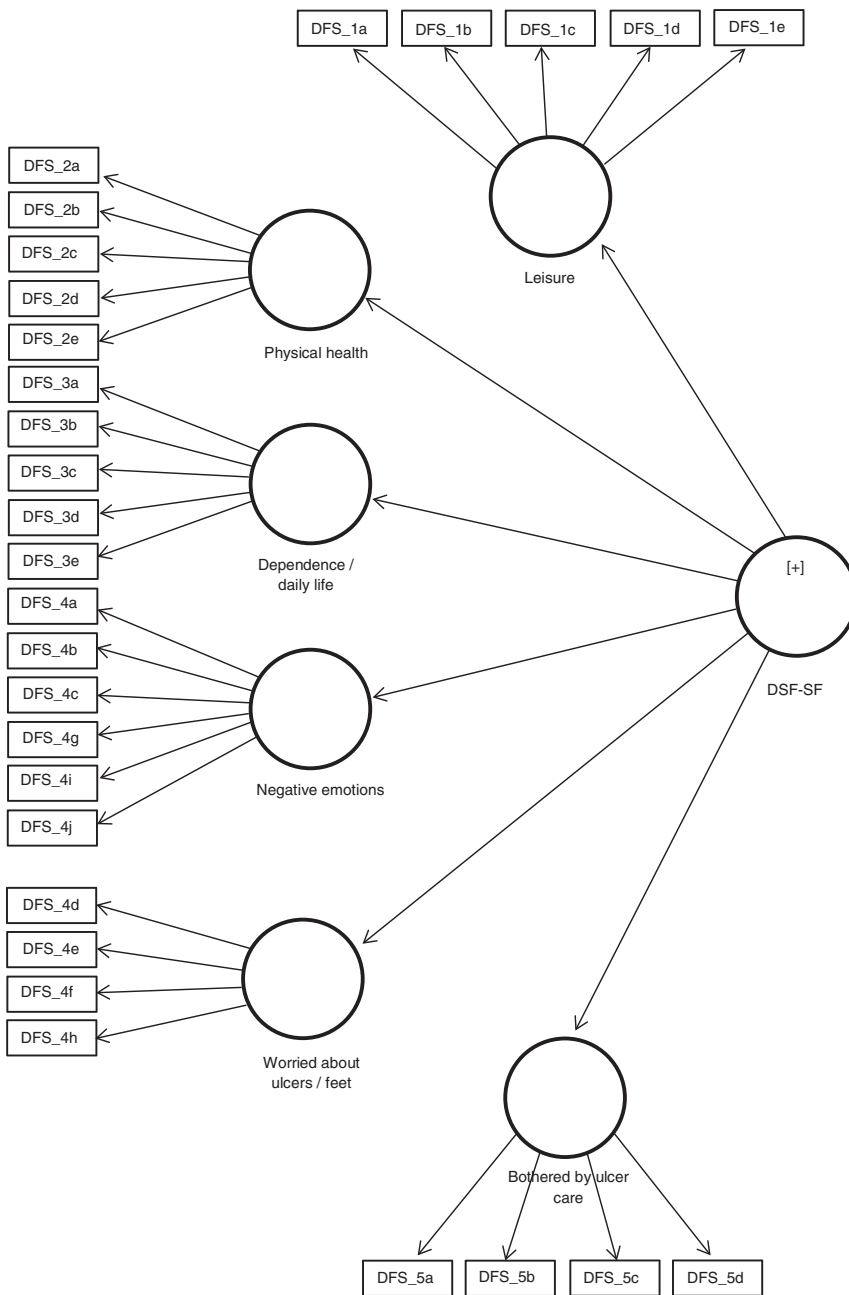 DFS_1a
DFS_1b
DFS_1c
DFS_1d
DFS_1e
Leisure
DFS_2a
DFS_2b
DFS_2c
DFS_2d
DFS_2e
Physical health
DFS_3a
DFS_3b
DFS_3c
DFS_3d
DFS_3e
Dependence /
daily life
[+]
DSF-SF
DFS_4a
DFS_4b
DFS_4c
DFS_4g
DFS_4i
DFS_4j
Negative emotions
DFS_4d
DFS_4e
DFS_4f
DFS_4h
Worried about
ulcers / feet
Bothered by ulcer
care
DFS_5a
DFS_5b
DFS_5c
DFS_5d